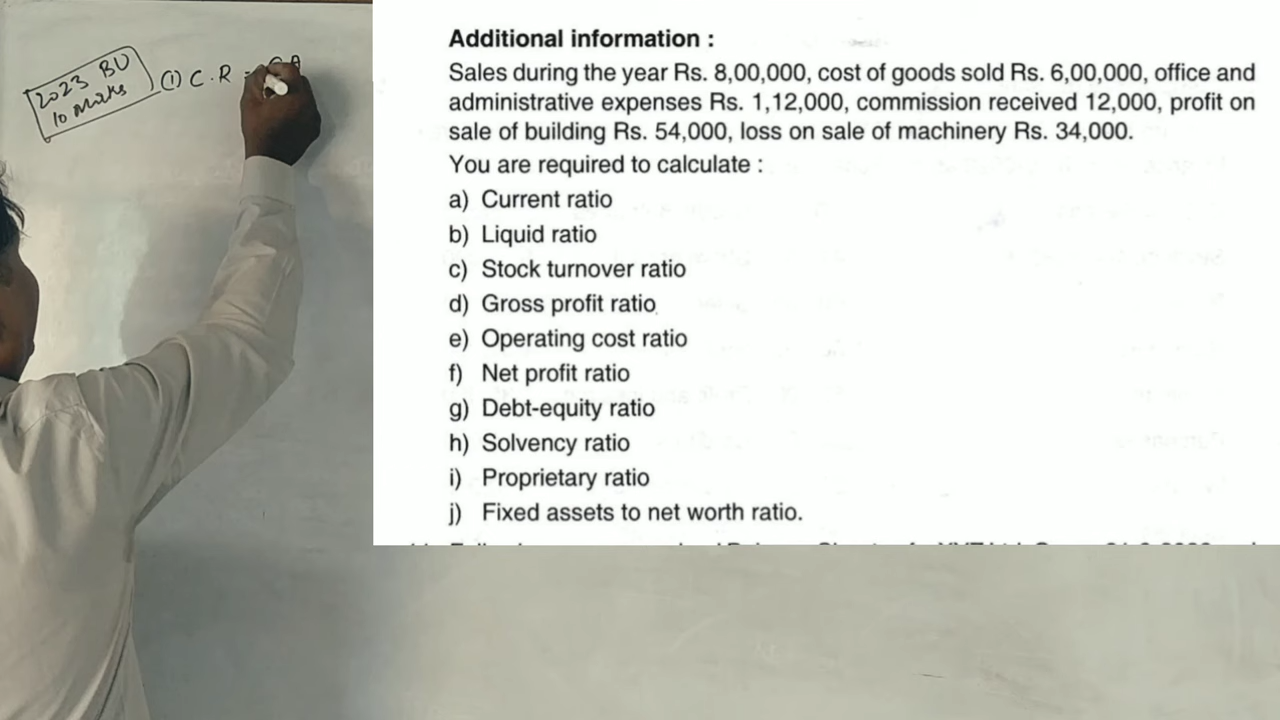 2023 BU
10 Marks
(1) C.R =
Additional information :
Sales during the year Rs. 8,00,000, cost of goods sold Rs. 6,00,000, office and
administrative expenses Rs. 1,12,000, commission received 12,000, profit on
sale of building Rs. 54,000, loss on sale of machinery Rs. 34,000.
You are required to calculate :
a) Current ratio
b) Liquid ratio
c) Stock turnover ratio
d) Gross profit ratio
e) Operating cost ratio
f) Net profit ratio
g) Debt-equity ratio
h) Solvency ratio
i) Proprietary ratio
j) Fixed assets to net worth ratio.